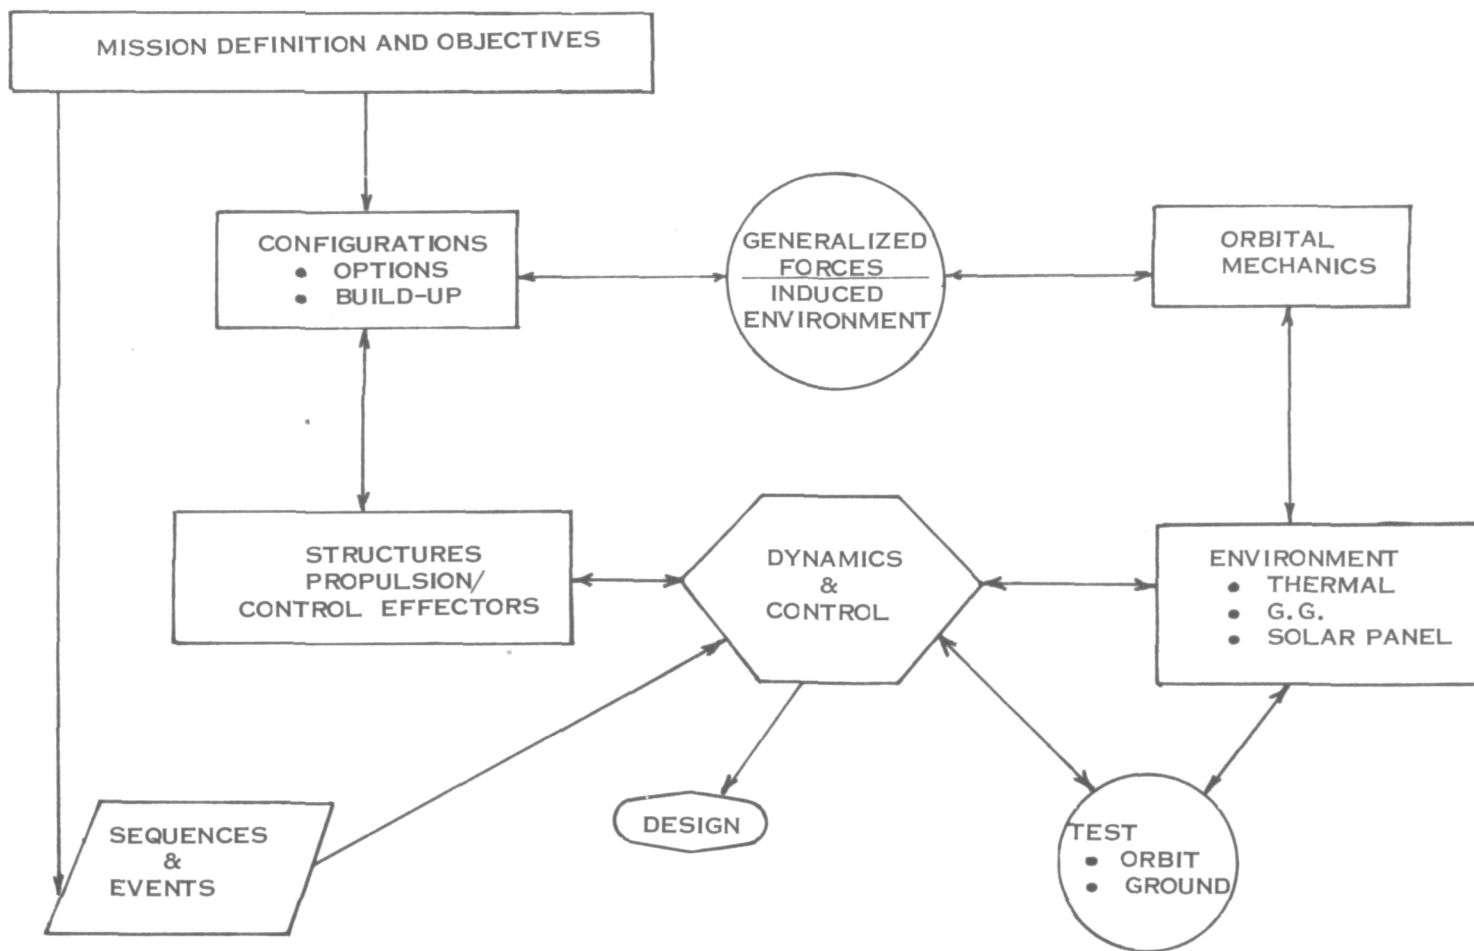 MISSION DEFINITION AND OBJECTIVES
CONFIGURATIONS
• OPTIONS
• BUILD-UP
GENERALIZED
FORCES
INDUCED
ENVIRONMENT
ORBITAL
MECHANICS
STRUCTURES
PROPULSION/
CONTROL EFFECTORS
DYNAMICS
&
CONTROL
ENVIRONMENT
• THERMAL
• G.G.
• SOLAR PANEL
SEQUENCES
&
EVENTS
DESIGN
TEST
• ORBIT
• GROUND